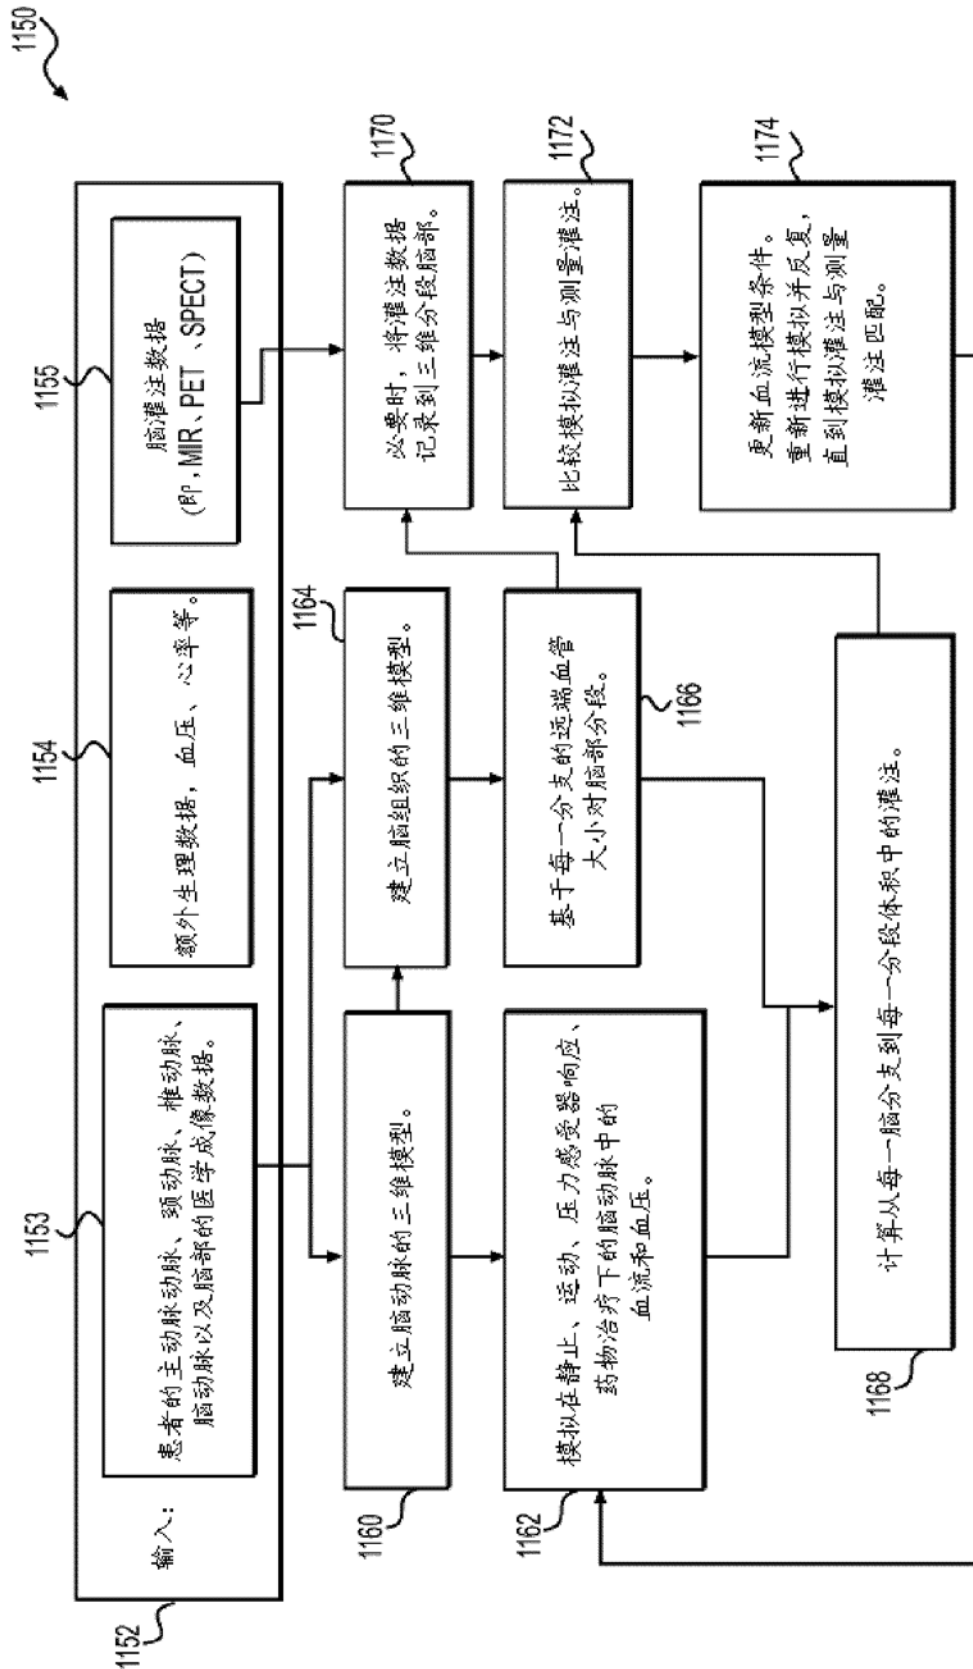 1150
1152
输入：
1153
患者的主动脉动脉、颈动脉、椎动脉、
脑动脉以及脑部的医学成像数据。
1154
额外生理数据，血压、心率等。
1155
脑灌注数据
(即,MIR、PET、SPECT)
1160
建立脑动脉的三维模型。
1164
建立脑组织的三维模型。
1170
必要时，将灌注数据
记录到三维分段脑部。
1162
模拟在静止、运动、压力感受器响应、
药物治疗下的脑动脉中的
血流和血压。
1166
基于每一分支的远端血管
大小对脑部分段。
1172
比较模拟灌注与测量灌注。
1168
计算从每一脑分支到每一分段体积中的灌注。
1174
更新血流模型条件。
重新进行模拟并反复，
直到模拟灌注与测量
灌注匹配。